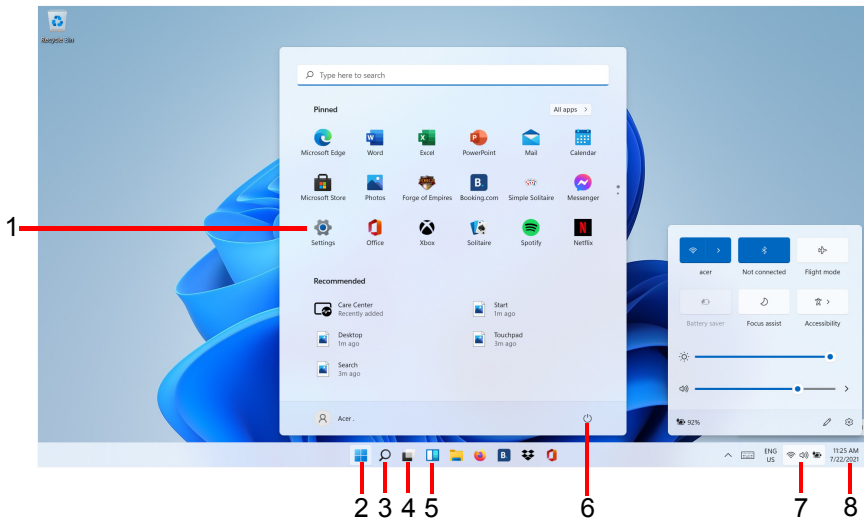 Recycle Bin
Type here to search
Pinned
All apps >
Microsoft Edge
Word
Excel
PowerPoint
Mail
Calendar
Microsoft Store
Photos
Forge of Empires
Booking.com
Simple Solitaire
Messenger
1
Settings
Office
Xbox
Solitaire
Spotify
Netflix
acer
Not connected
Flight mode
Recommended
Care Center
Recently added
Start
1m ago
Battery saver
Focus assist
Accessibility
Desktop
1m ago
Touchpad
3m ago
Search
3m ago
Acer .
92%
B.
ENG
US
11:25 AM
7/22/2021
2
3
4
5
6
7
8